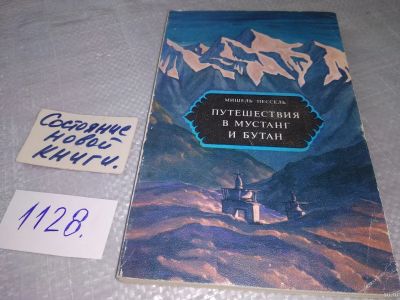 Состояние
новой
книги.
1128.
МИШЕЛЬ ПЕССЕЛЬ
ПУТЕШЕСТВИЯ
В МУСТАНГ
И БУТАН